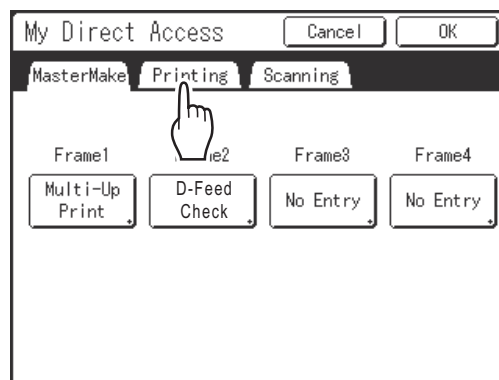 My Direct Access Cancel OK
MasterMake Printing Scanning
Frame1 Frame3 Frame4
Multi-Up Print D-Feed Check No Entry No Entry